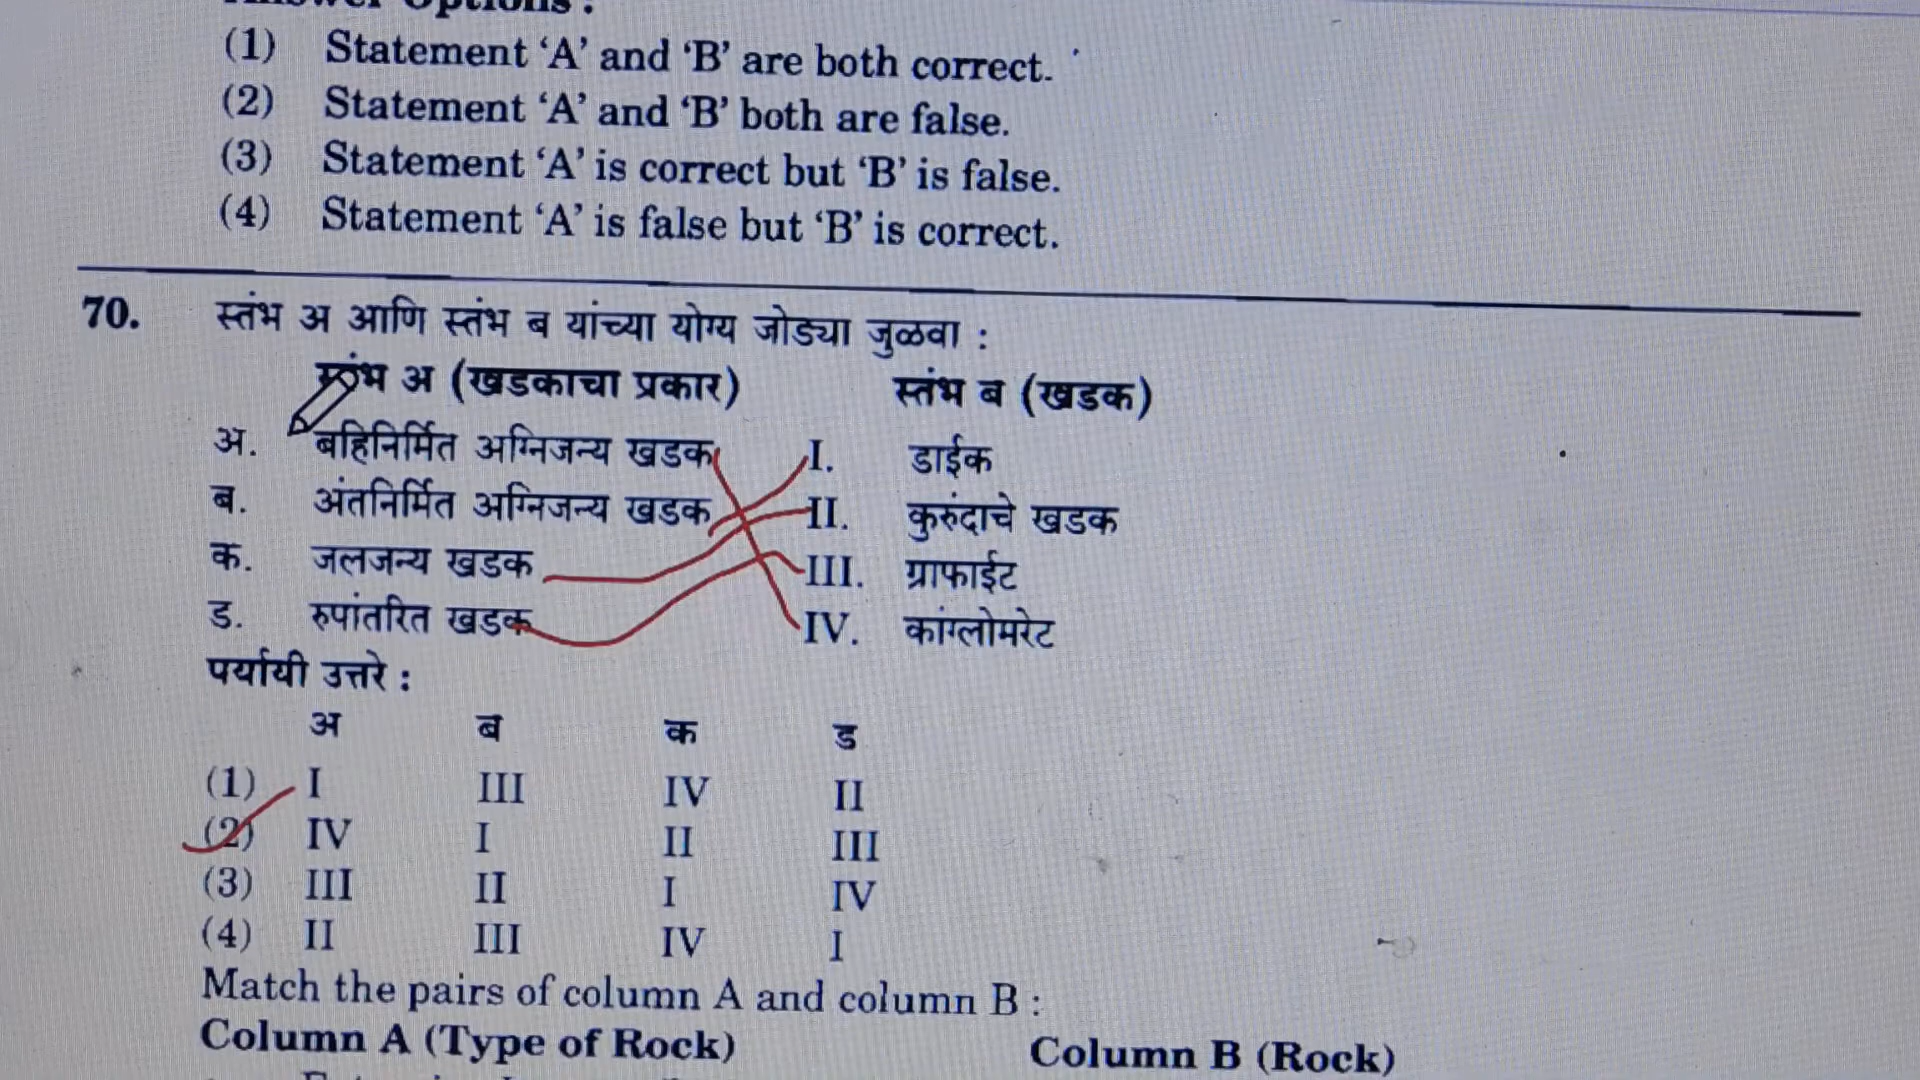 Answer Options :
(1) Statement ‘A’ and ‘B’ are both correct.
(2) Statement ‘A’ and ‘B’ both are false.
(3) Statement ‘A’ is correct but ‘B’ is false.
(4) Statement ‘A’ is false but ‘B’ is correct.
70. स्तंभ अ आणि स्तंभ ब यांच्या योग्य जोड्या जुळवा :
स्तंभ अ (खडकाचा प्रकार) स्तंभ ब (खडक)
अ. बहिनिर्मित अग्निजन्य खडक I. डाईक
ब. अंतनिर्मित अग्निजन्य खडक II. कुरुंदाचे खडक
क. जलजन्य खडक III. ग्राफाईट
ड. रुपांतरित खडक IV. कांग्लोमरेट
पर्यायी उत्तरे :
अ ब क ड
(1) I III IV II
(2) IV I II III
(3) III II I IV
(4) II III IV I
Match the pairs of column A and column B :
Column A (Type of Rock) Column B (Rock)